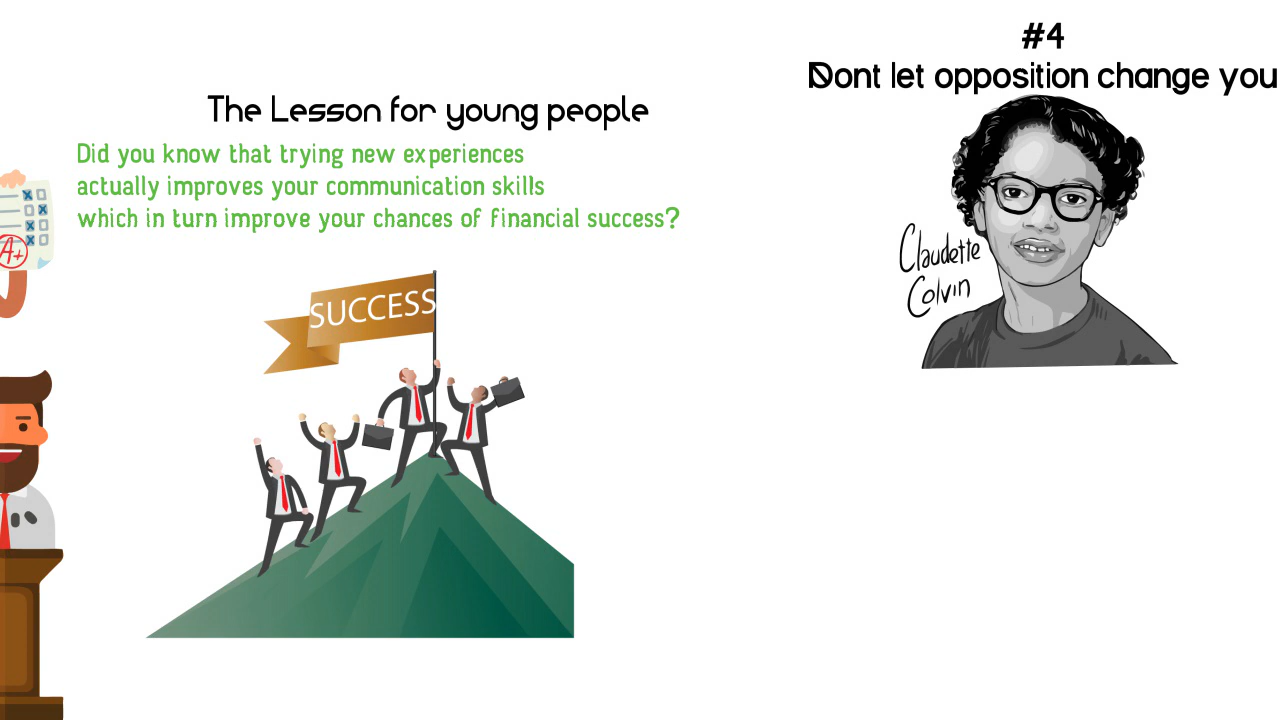 The Lesson for young people
Did you know that trying new experiences
actually improves your communication skills
which in turn improve your chances of financial success?
A+
SUCCESS
#4
Dont let opposition change you
Claudette
Colvin